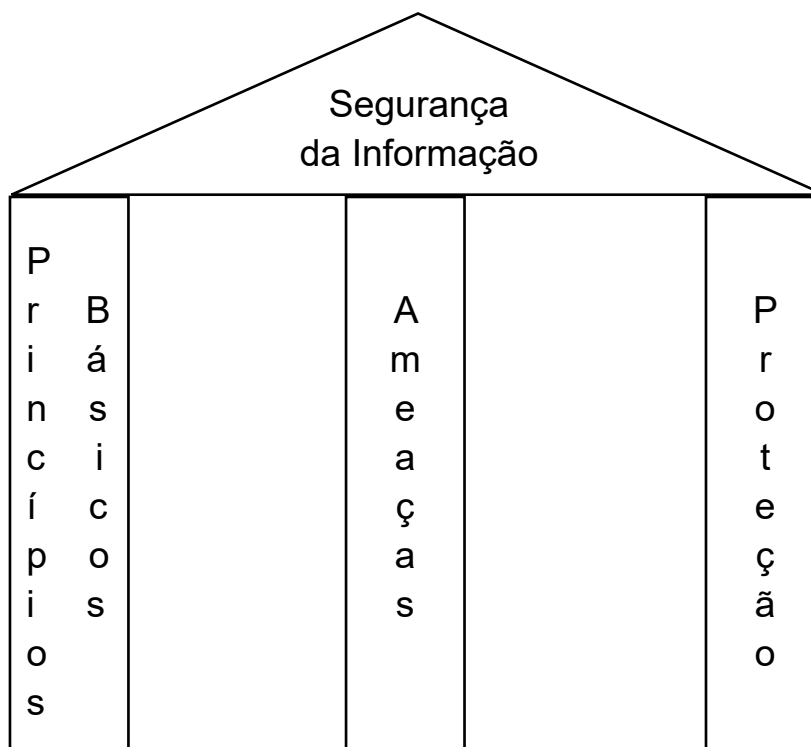 Segurança
da Informação
Princípios
Básicos
Ameaças
Proteção